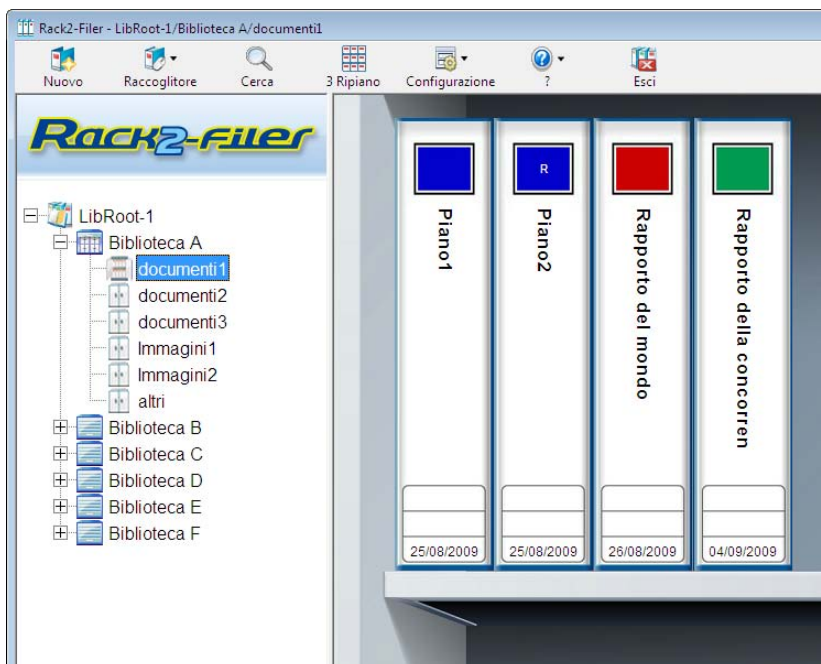 Rack2-Filer - LibRoot-1/Biblioteca A/documenti1
Nuovo
Raccoglitore
Cerca
3 Ripiano
Configurazione
?
Esci
Rack2-Filer
LibRoot-1
Biblioteca A
documenti1
documenti2
documenti3
Immagini1
Immagini2
altri
Biblioteca B
Biblioteca C
Biblioteca D
Biblioteca E
Biblioteca F
Piano1
25/08/2009
R
Piano2
25/08/2009
Rapporto del mondo
26/08/2009
Rapporto della concorren
04/09/2009